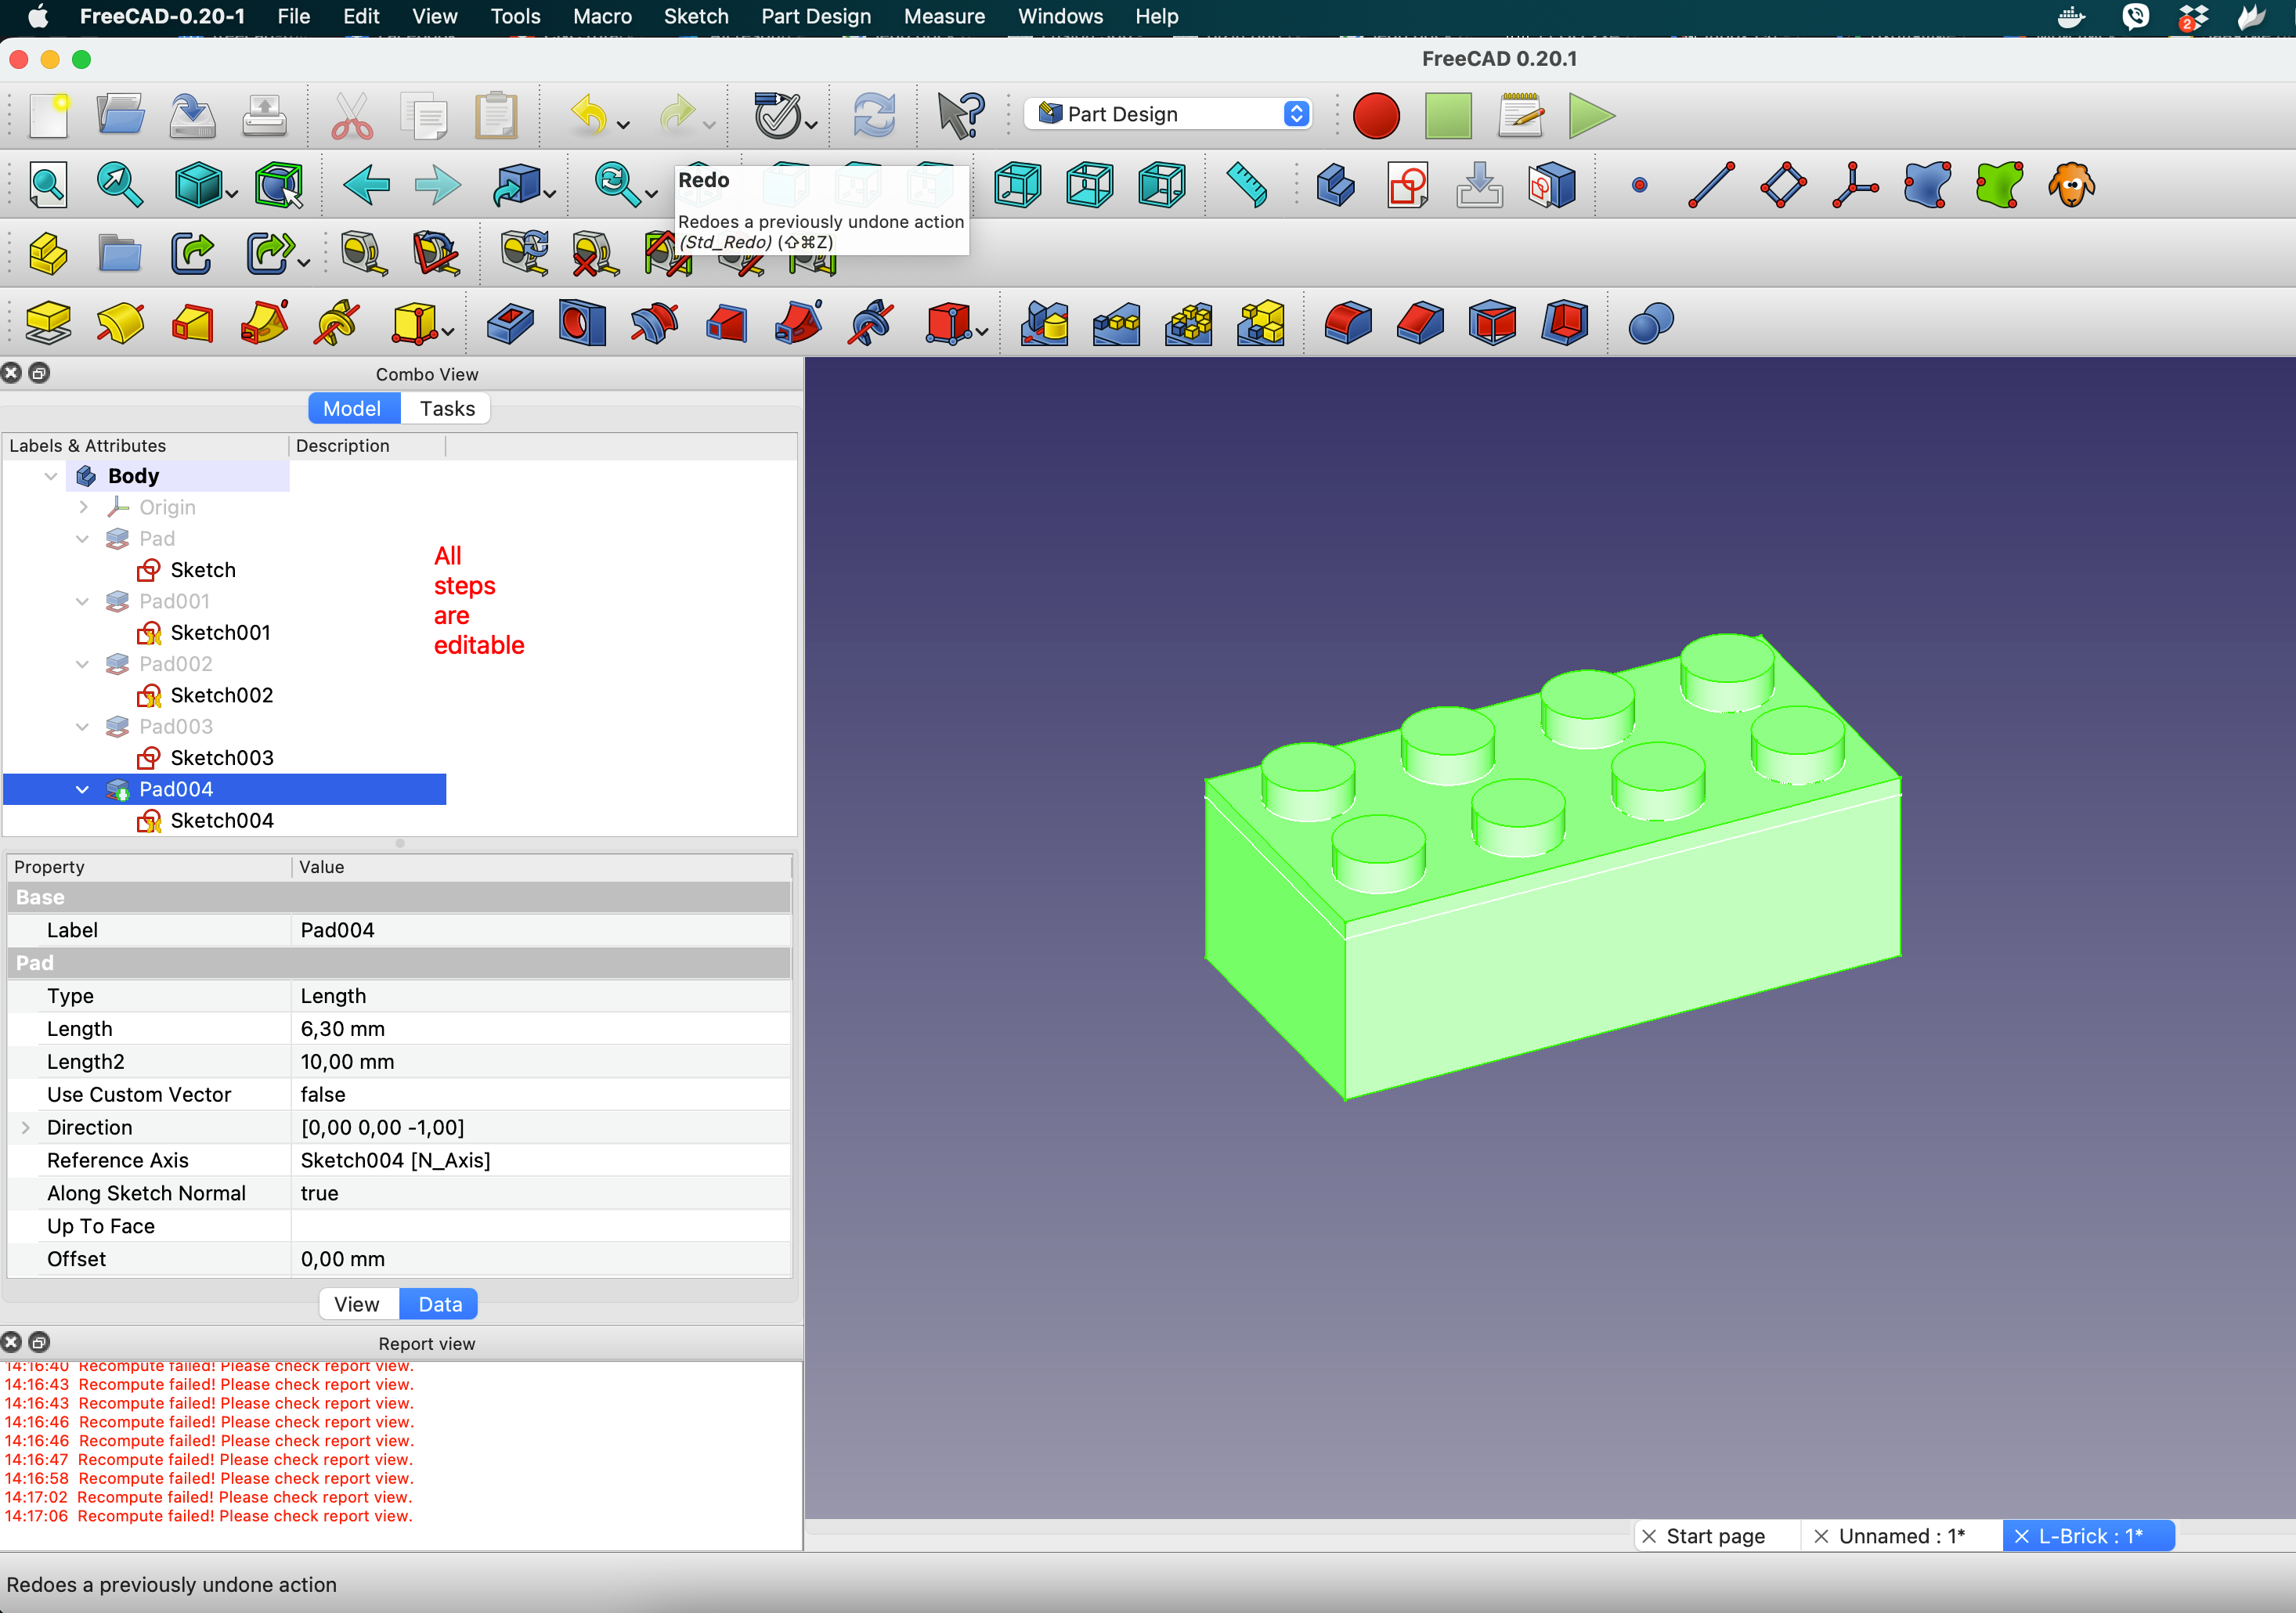 FreeCAD-0.20-1 File Edit View Tools Macro Sketch Part Design Measure Windows Help
2
FreeCAD 0.20.1
Part Design
Redo
Redoes a previously undone action
(Std_Redo) (⇧⌘Z)
Combo View
Model Tasks
Labels & Attributes Description
Body
Origin
Pad
Sketch
Pad001
Sketch001
Pad002
Sketch002
Pad003
Sketch003
Pad004
Sketch004
All
steps
are
editable
Property Value
Base
Label Pad004
Pad
Type Length
Length 6,30 mm
Length2 10,00 mm
Use Custom Vector false
Direction [0,00 0,00 -1,00]
Reference Axis Sketch004 [N_Axis]
Along Sketch Normal true
Up To Face
Offset 0,00 mm
View Data
Report view
14:16:40 Recompute failed! Please check report view.
14:16:43 Recompute failed! Please check report view.
14:16:43 Recompute failed! Please check report view.
14:16:46 Recompute failed! Please check report view.
14:16:46 Recompute failed! Please check report view.
14:16:47 Recompute failed! Please check report view.
14:16:58 Recompute failed! Please check report view.
14:17:02 Recompute failed! Please check report view.
14:17:06 Recompute failed! Please check report view.
Start page Unnamed : 1* L-Brick : 1*
Redoes a previously undone action